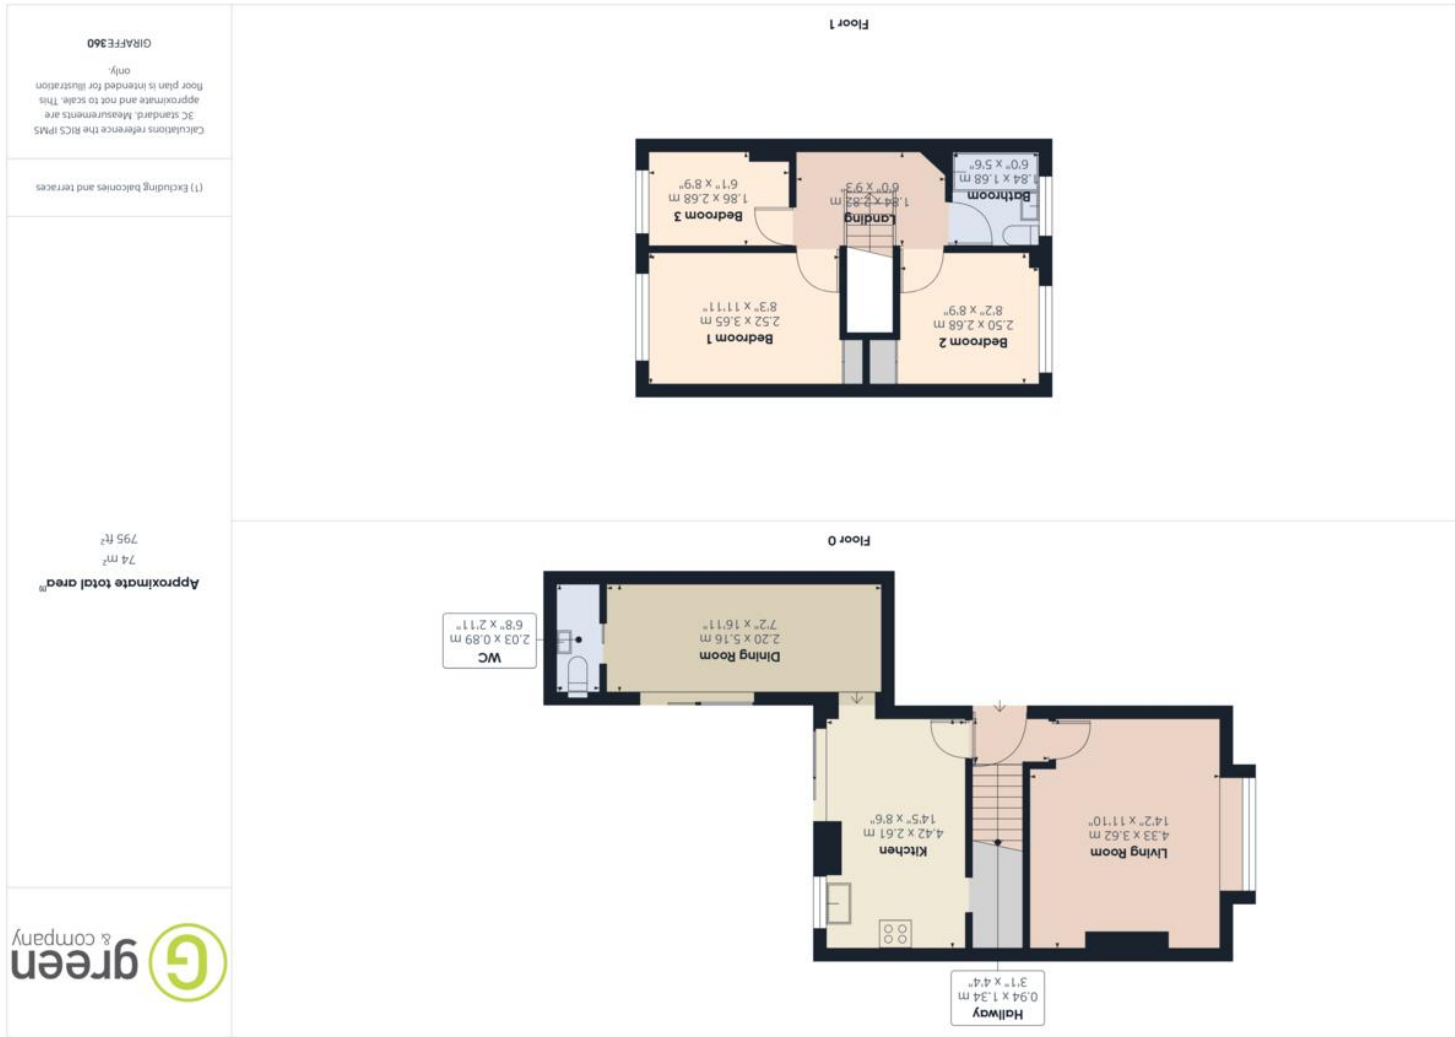 green
& company
Hallway
0.94 x 1.34 m
3'1" x 4'4"
Living Room
4.33 x 3.62 m
14'2" x 11'10"
Kitchen
4.42 x 2.61 m
14'5" x 8'6"
Dining Room
2.20 x 5.16 m
7'2" x 16'11"
WC
2.03 x 0.89 m
6'8" x 2'11"
Floor 0
Approximate total area(1)
74 m²
795 ft²
Bedroom 2
2.50 x 2.68 m
8'2" x 8'9"
Bedroom 1
2.52 x 3.65 m
8'3" x 11'11"
Bathroom
1.84 x 1.68 m
6'0" x 5'6"
Landing
1.84 x 2.82 m
6'0" x 9'3"
Bedroom 3
1.86 x 2.68 m
6'1" x 8'9"
Floor 1
(1) Excluding balconies and terraces
Calculations reference the RICS IPMS
3C standard. Measurements are
approximate and not to scale. This
floor plan is intended for illustration
only.
GIRAFFE360